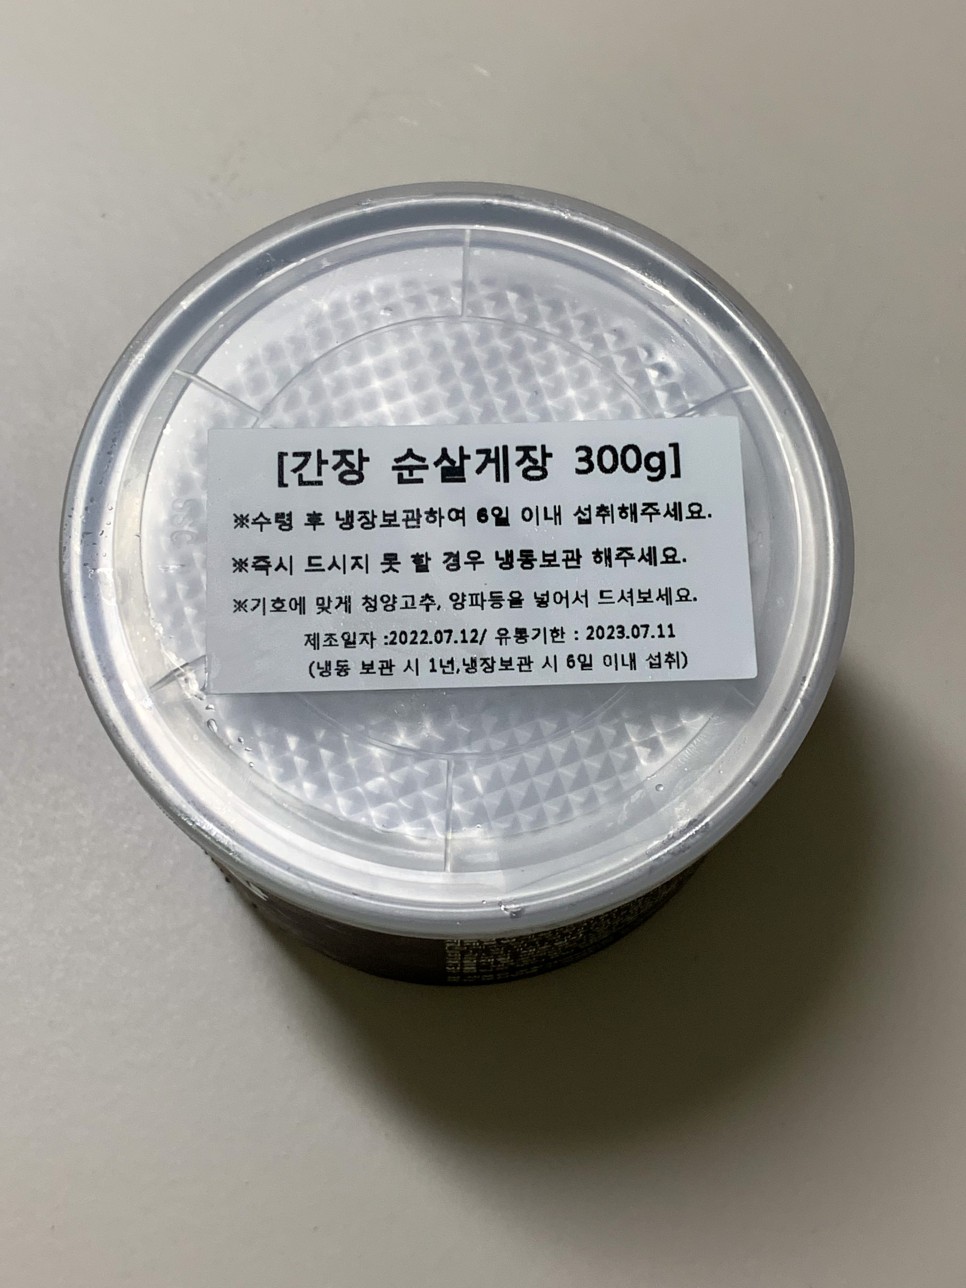 [간장 순살게장 300g]
※수령 후 냉장보관하여 6일 이내 섭취해주세요.
※즉시 드시지 못 할 경우 냉동보관 해주세요.
※기호에 맞게 청양고추, 양파등을 넣어서 드셔보세요.
제조일자 :2022.07.12/ 유통기한 : 2023.07.11
(냉동 보관 시 1년,냉장보관 시 6일 이내 섭취)